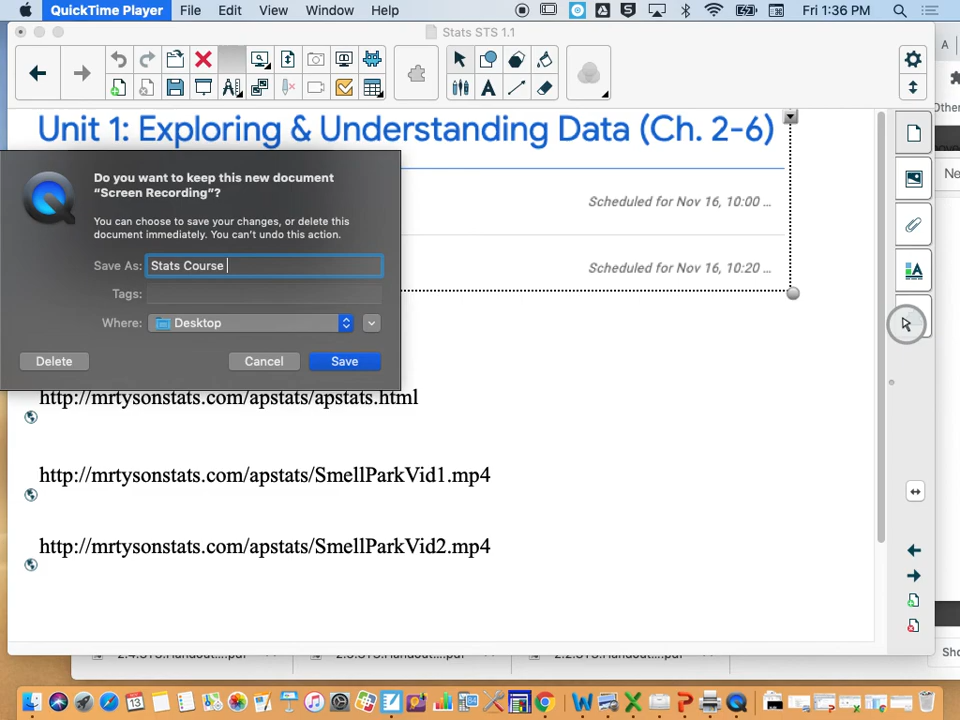 QuickTime Player File Edit View Window Help Fri 1:36 PM
Stats STS 1.1
A
Unit 1: Exploring & Understanding Data (Ch. 2-6)
Other
Do you want to keep this new document
“Screen Recording”?
Ne
You can choose to save your changes, or delete this
document immediately. You can’t undo this action.
Scheduled for Nov 16, 10:00 ...
Save As: Stats Course
Scheduled for Nov 16, 10:20 ...
Tags:
Where: Desktop
Delete Cancel Save
http://mrtysonstats.com/apstats/apstats.html
http://mrtysonstats.com/apstats/SmellParkVid1.mp4
http://mrtysonstats.com/apstats/SmellParkVid2.mp4
Sho